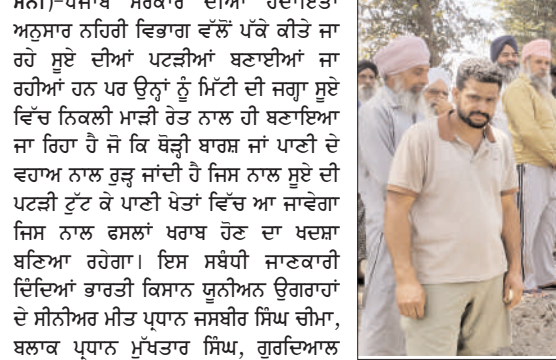 ਸੈਨੀ)-ਪੰਜਾਬ ਸਰਕਾਰ ਦੀਆਂ ਹਦਾਇਤਾਂ
ਅਨੁਸਾਰ ਨਹਿਰੀ ਵਿਭਾਗ ਵੱਲੋਂ ਪੱਕੇ ਕੀਤੇ ਜਾ
ਰਹੇ ਸੂਏ ਦੀਆਂ ਪਟੜੀਆਂ ਬਣਾਈਆਂ ਜਾ
ਰਹੀਆਂ ਹਨ ਪਰ ਉਨ੍ਹਾਂ ਨੂੰ ਮਿੱਟੀ ਦੀ ਜਗ੍ਹਾ ਸੂਏ
ਵਿੱਚ ਨਿਕਲੀ ਮਾੜੀ ਰੇਤ ਨਾਲ ਹੀ ਬਣਾਇਆ
ਜਾ ਰਿਹਾ ਹੈ ਜੋ ਕਿ ਥੋੜ੍ਹੀ ਬਾਰਸ਼ ਜਾਂ ਪਾਣੀ ਦੇ
ਵਹਾਅ ਨਾਲ ਰੁੜ੍ਹ ਜਾਂਦੀ ਹੈ ਜਿਸ ਨਾਲ ਸੂਏ ਦੀ
ਪਟੜੀ ਟੁੱਟ ਕੇ ਪਾਣੀ ਖੇਤਾਂ ਵਿੱਚ ਆ ਜਾਵੇਗਾ
ਜਿਸ ਨਾਲ ਫਸਲਾਂ ਖਰਾਬ ਹੋਣ ਦਾ ਖਦਸ਼ਾ
ਬਣਿਆ ਰਹੇਗਾ। ਇਸ ਸਬੰਧੀ ਜਾਣਕਾਰੀ
ਦਿੰਦਿਆਂ ਭਾਰਤੀ ਕਿਸਾਨ ਯੂਨੀਅਨ ਉਗਰਾਹਾਂ
ਦੇ ਸੀਨੀਅਰ ਮੀਤ ਪ੍ਰਧਾਨ ਜਸਬੀਰ ਸਿੰਘ ਚੀਮਾ,
ਬਲਾਕ ਪ੍ਰਧਾਨ ਮੁੱਖਤਾਰ ਸਿੰਘ, ਗੁਰਦਿਆਲ